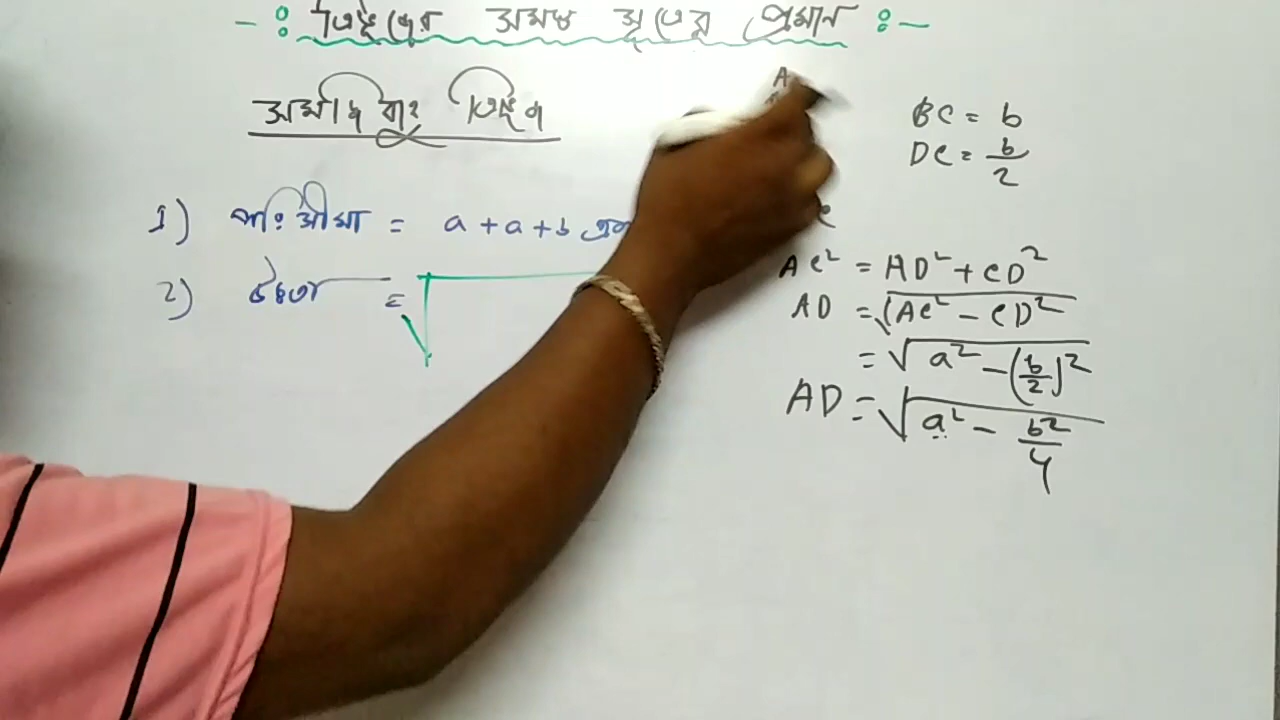 -: ত্রিভুজের সমস্ত সূত্রের প্রমান :-
সমদ্বিবাহু ত্রিভুজ
1) পরিসীমা = a + a + b একক
2) উচ্চতা = √
A
BC = b
DC = b/2
AC² = AD² + CD²
AD = √(AC² - CD²)
= √(a² - (b/2)²)
AD = √(a² - b²/4)